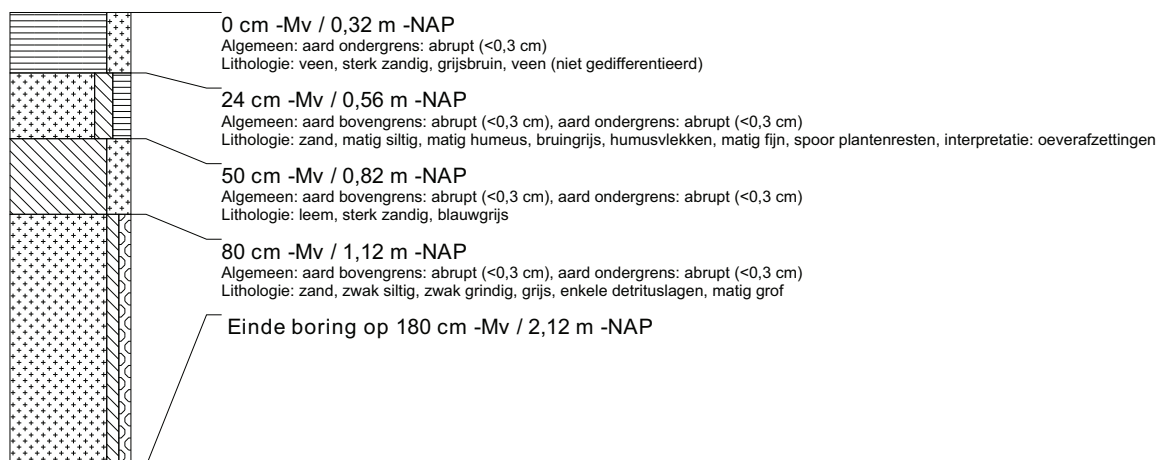 0 cm -Mv / 0,32 m -NAP
Algemeen: aard ondergrens: abrupt (<0,3 cm)
Lithologie: veen, sterk zandig, grijsbruin, veen (niet gedifferentieerd)
24 cm -Mv / 0,56 m -NAP
Algemeen: aard bovengrens: abrupt (<0,3 cm), aard ondergrens: abrupt (<0,3 cm)
Lithologie: zand, matig siltig, matig humeus, bruingrijs, humusvlekken, matig fijn, spoor plantenresten, interpretatie: oeverafzettingen
50 cm -Mv / 0,82 m -NAP
Algemeen: aard bovengrens: abrupt (<0,3 cm), aard ondergrens: abrupt (<0,3 cm)
Lithologie: leem, sterk zandig, blauwgrijs
80 cm -Mv / 1,12 m -NAP
Algemeen: aard bovengrens: abrupt (<0,3 cm), aard ondergrens: abrupt (<0,3 cm)
Lithologie: zand, zwak siltig, zwak grindig, grijs, enkele detrituslagen, matig grof
Einde boring op 180 cm -Mv / 2,12 m -NAP